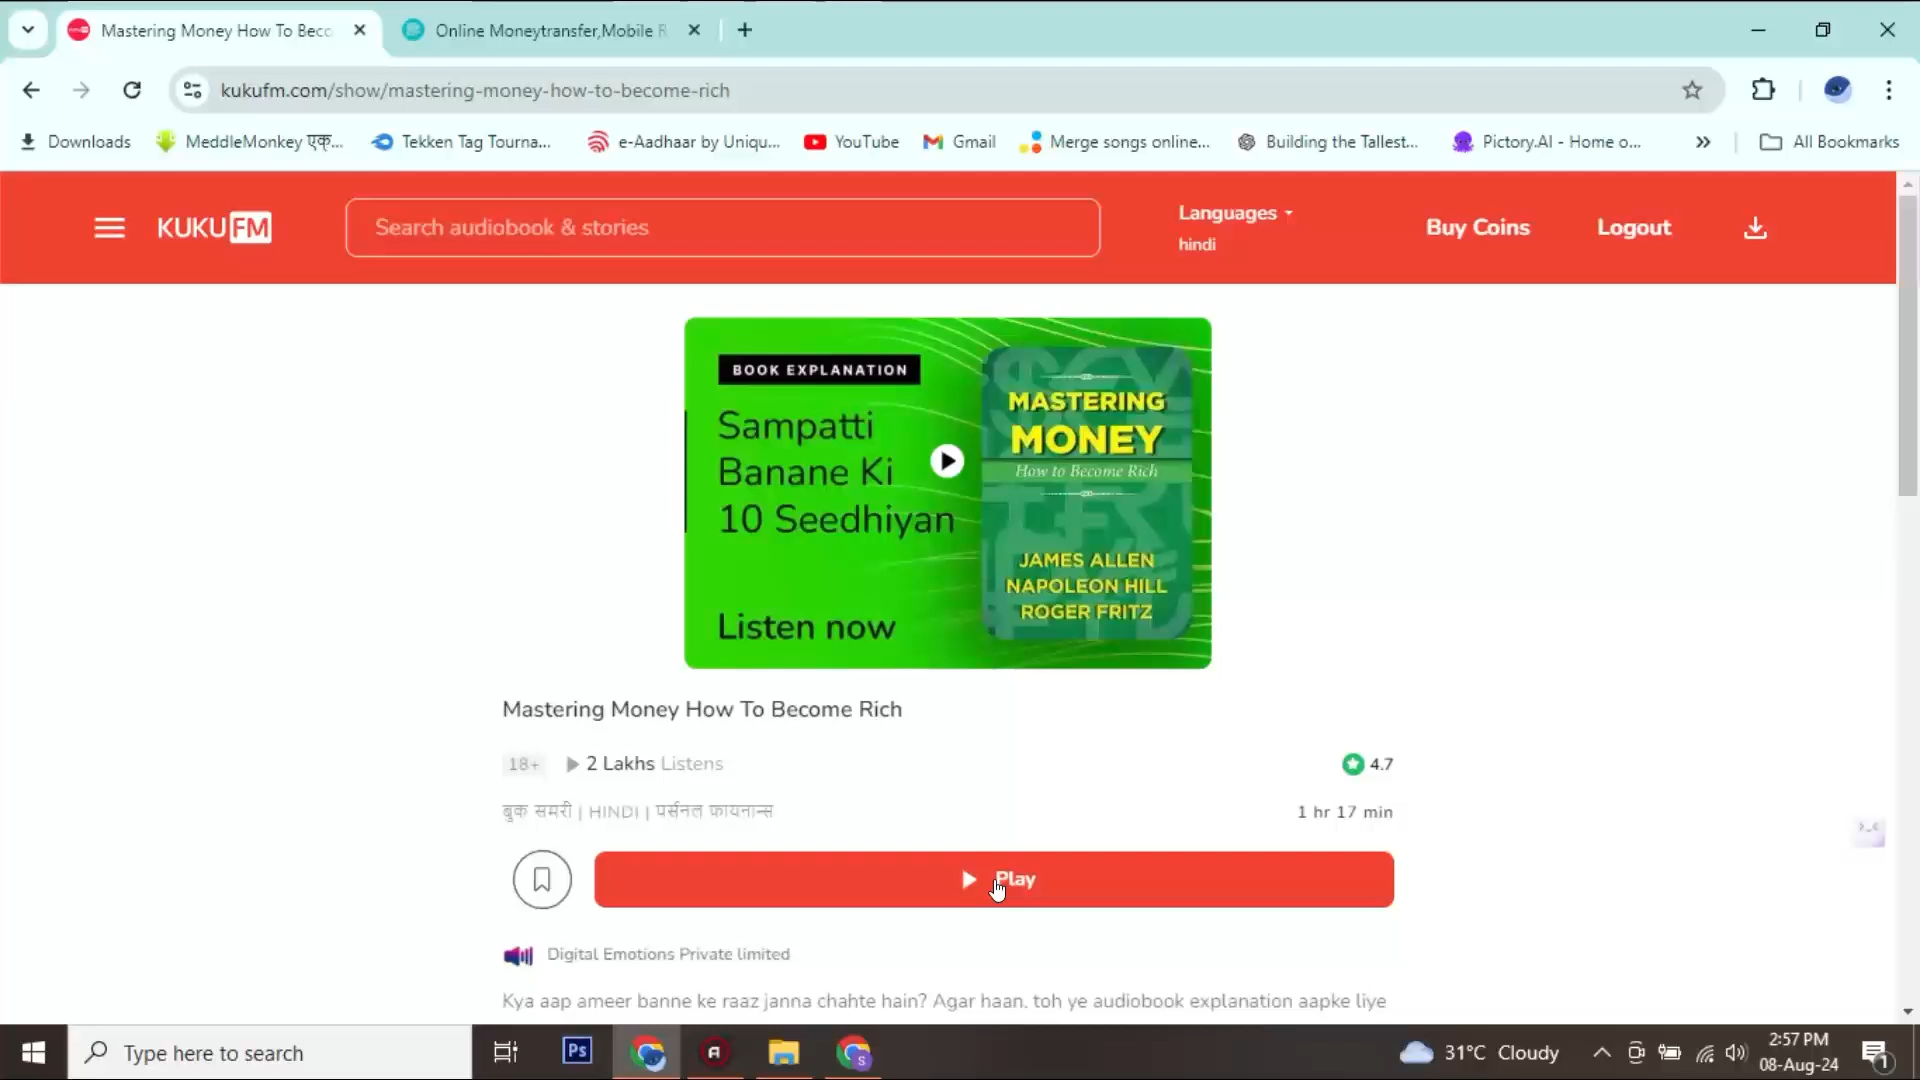 Mastering Money How To Beco
Online Moneytransfer,Mobile R
kukufm.com/show/mastering-money-how-to-become-rich
Downloads
MeddleMonkey एक्...
Tekken Tag Tourna...
e-Aadhaar by Uniqu...
YouTube
Gmail
Merge songs online...
Building the Tallest...
Pictory.AI - Home o...
All Bookmarks
KUKU FM
Search audiobook & stories
Languages
hindi
Buy Coins
Logout
BOOK EXPLANATION
Sampatti
Banane Ki
10 Seedhiyan
Listen now
MASTERING
MONEY
How to Become Rich
JAMES ALLEN
NAPOLEON HILL
ROGER FRITZ
Mastering Money How To Become Rich
18+
2 Lakhs Listens
4.7
बुक समरी | HINDI | पर्सनल फायनान्स
1 hr 17 min
Play
Digital Emotions Private limited
Kya aap ameer banne ke raaz janna chahte hain? Agar haan, toh ye audiobook explanation aapke liye
Type here to search
Ps
31°C Cloudy
2:57 PM
08-Aug-24
1